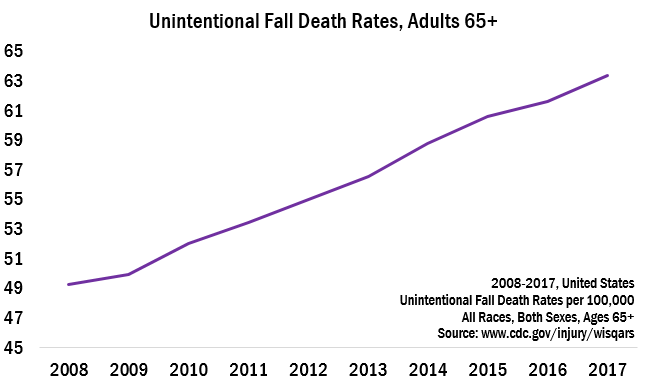 Unintentional Fall Death Rates, Adults 65+
65
63
61
59
57
55
53
51
49
47
45
2008-2017, United States
Unintentional Fall Death Rates per 100,000
All Races, Both Sexes, Ages 65+
Source: www.cdc.gov/injury/wisqars
2008 2009 2010 2011 2012 2013 2014 2015 2016 2017